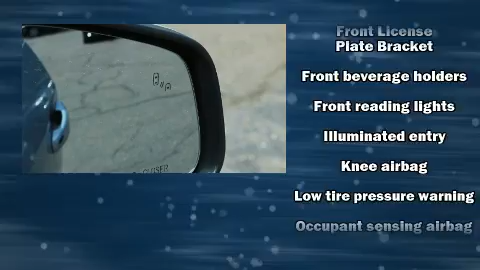 Front License
Plate Bracket
Front beverage holders
Front reading lights
Illuminated entry
Knee airbag
Low tire pressure warning
Occupant sensing airbag